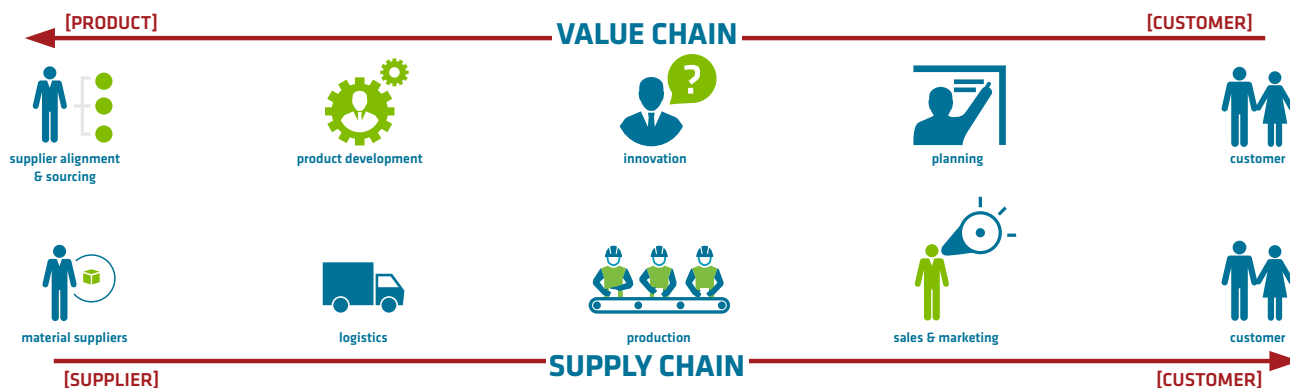 [PRODUCT]
VALUE CHAIN
[CUSTOMER]
?
supplier alignment
& sourcing
product development
innovation
planning
customer
material suppliers
logistics
production
sales & marketing
customer
[SUPPLIER]
SUPPLY CHAIN
[CUSTOMER]